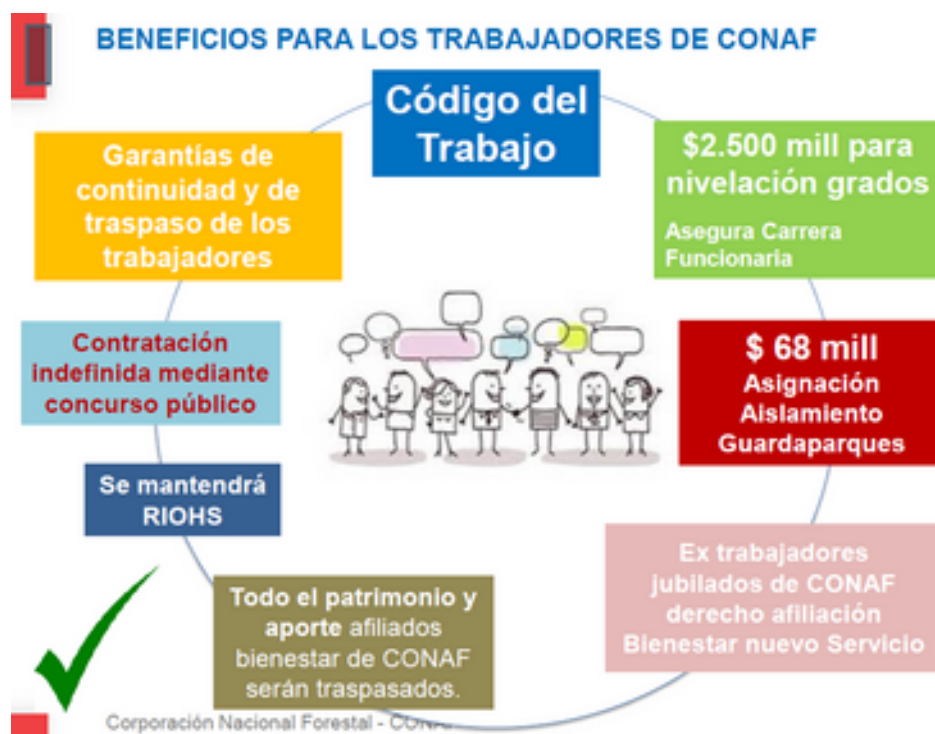 BENEFICIOS PARA LOS TRABAJADORES DE CONAF
Código del
Trabajo
$2.500 mill para
nivelación grados
Asegura Carrera
Funcionaria
$ 68 mill
Asignación
Aislamiento
Guardaparques
Ex trabajadores
jubilados de CONAF
derecho afiliación
Bienestar nuevo Servicio
Todo el patrimonio y
aporte afiliados
bienestar de CONAF
serán traspasados.
Se mantendrá
RIOHS
Contratación
indefinida mediante
concurso público
Garantías de
continuidad y de
traspaso de los
trabajadores
Corporación Nacional Forestal -